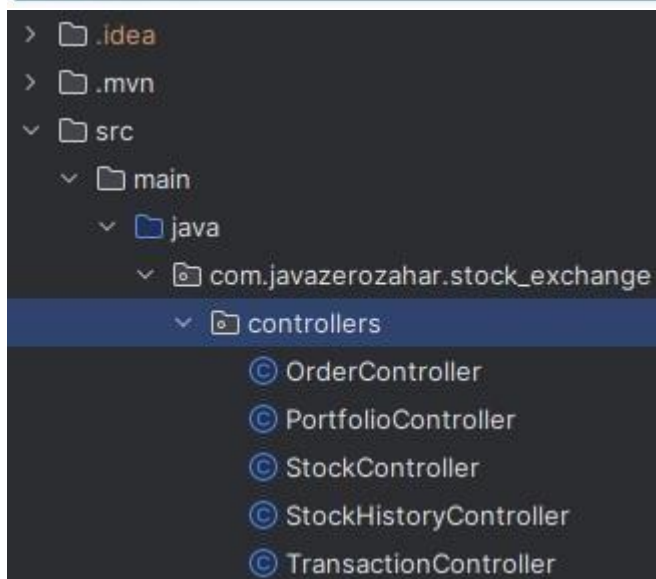 .idea
.mvn
src
main
java
com.javazerozahar.stock_exchange
controllers
C OrderController
C PortfolioController
C StockController
C StockHistoryController
C TransactionController